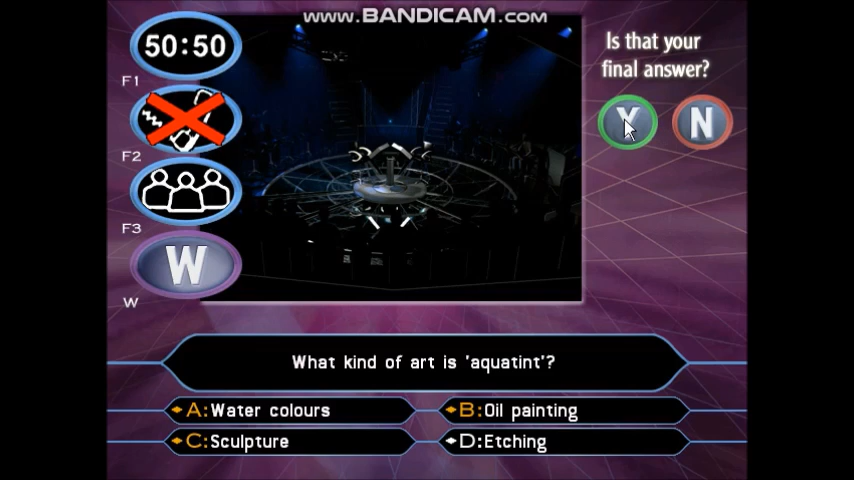 www.BANDICAM.com
50:50
F1
F2
F3
W
W
Is that your
final answer?
Y
N
What kind of art is 'aquatint'?
A:Water colours
B:Oil painting
C:Sculpture
D:Etching